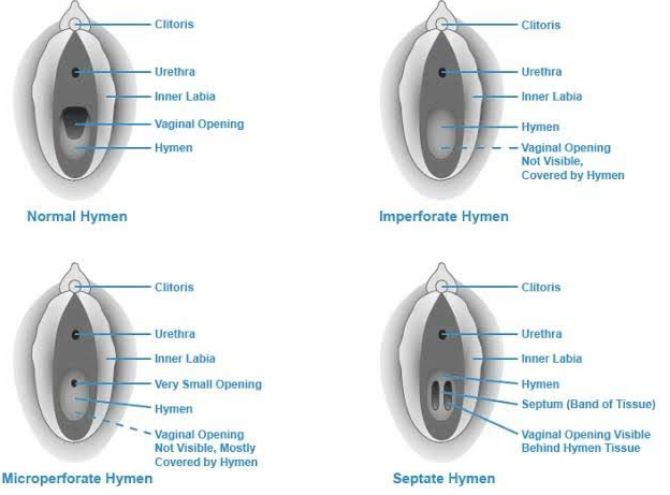 Clitoris
Urethra
Inner Labia
Vaginal Opening
Hymen
Normal Hymen
Clitoris
Urethra
Inner Labia
Hymen
Vaginal Opening
Not Visible,
Covered by Hymen
Imperforate Hymen
Clitoris
Urethra
Inner Labia
Very Small Opening
Hymen
Vaginal Opening
Not Visible, Mostly
Covered by Hymen
Microperforate Hymen
Clitoris
Urethra
Inner Labia
Hymen
Septum (Band of Tissue)
Vaginal Opening Visible
Behind Hymen Tissue
Septate Hymen